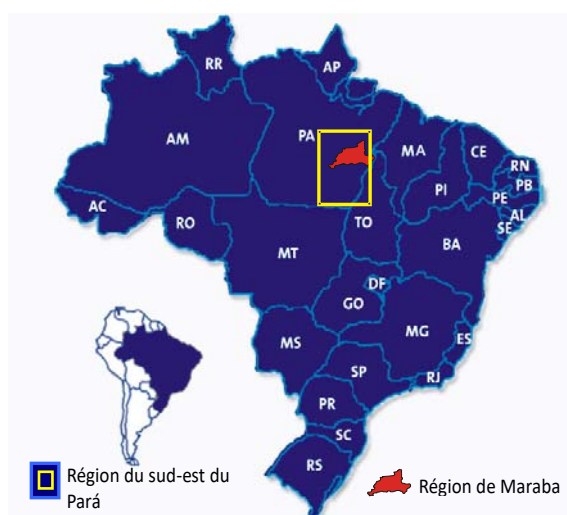 RR
AP
AM
PA
MA
CE
RN
PB
PI
PE
AC
AL
SE
RO
TO
BA
MT
DF
GO
MG
MS
ES
SP
RJ
PR
SC
RS
Région du sud-est du
Pará
Région de Maraba